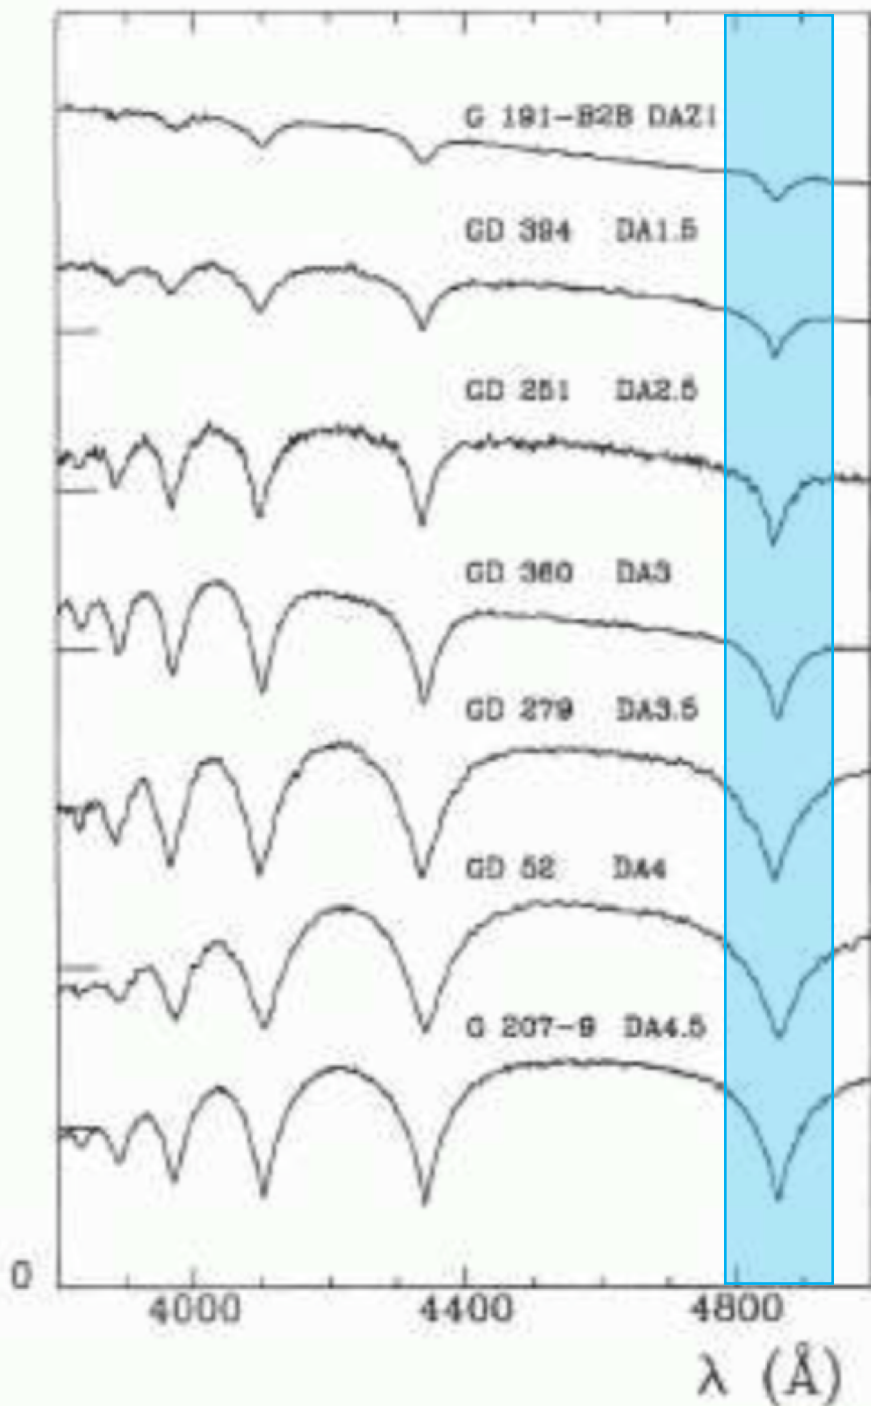 G 191-B2B DAZ1
GD 394 DA1.5
GD 251 DA2.5
GD 360 DA3
GD 279 DA3.5
GD 52 DA4
G 207-9 DA4.5
0
4000 4400 4800
λ (Å)